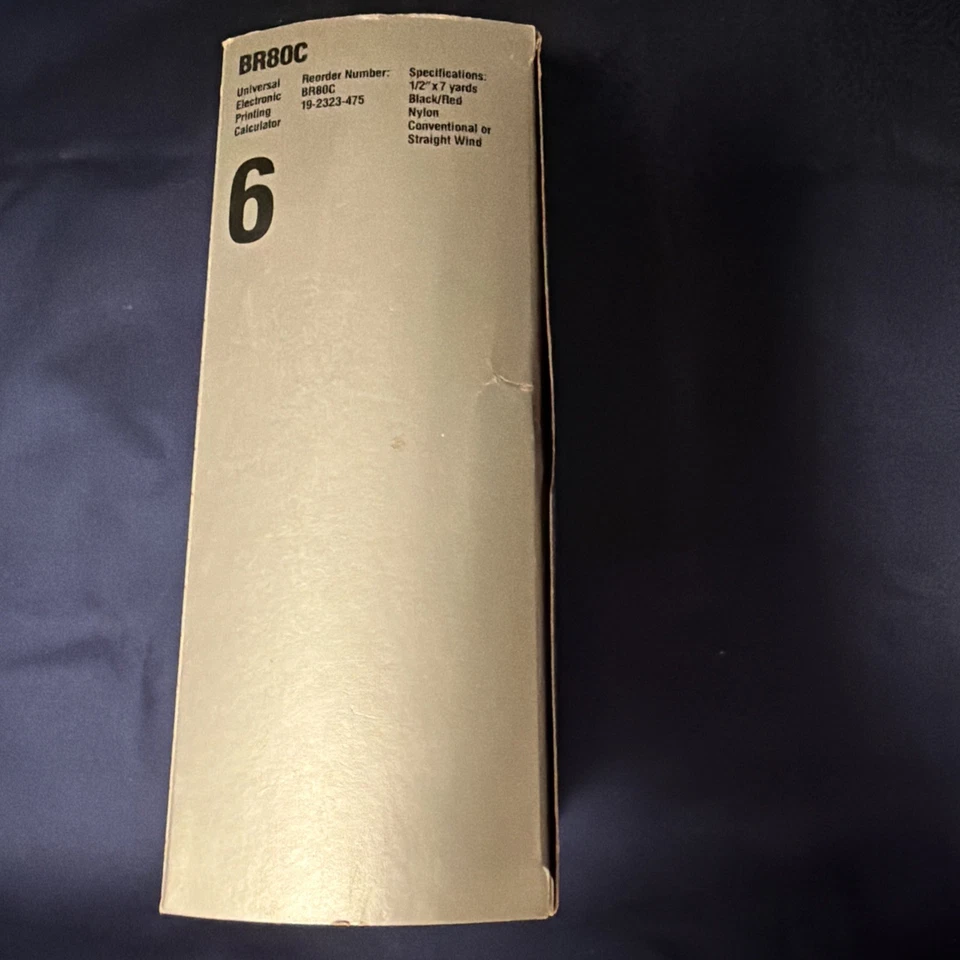 BR80C
Universal
Electronic
Printing
Calculator
Reorder Number:
BR80C
19-2323-475
Specifications:
1/2" x 7 yards
Black/Red
Nylon
Conventional or
Straight Wind
6